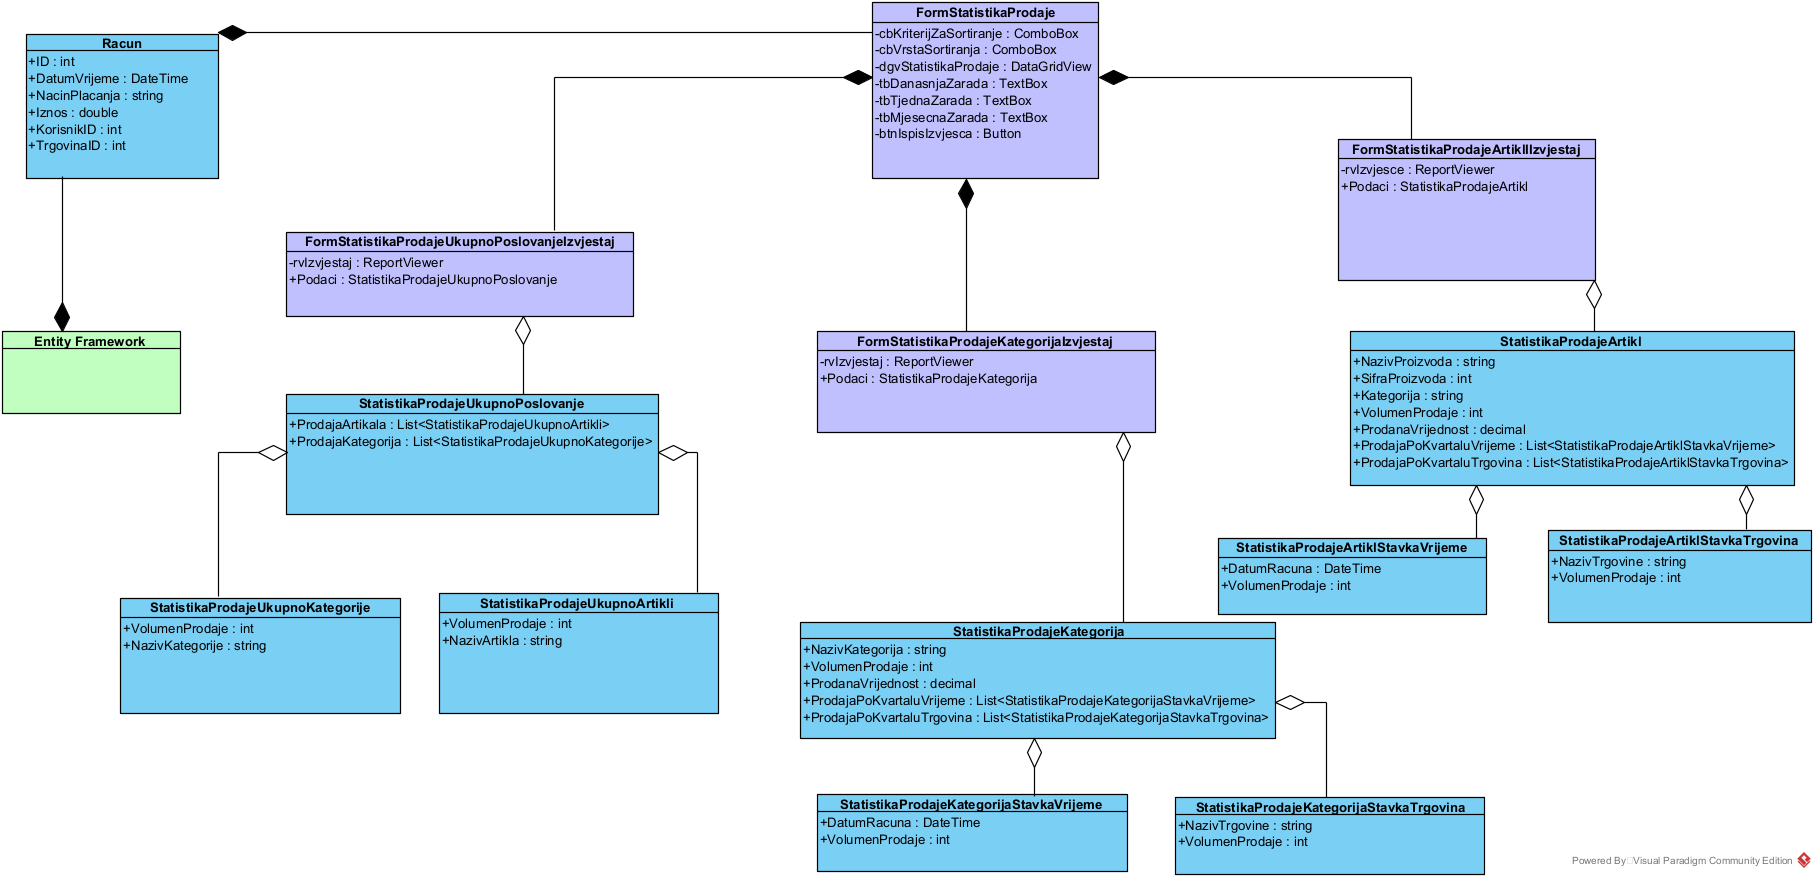 FormStatistikaProdaje
-cbKriterijZaSortiranje : ComboBox
-cbVrstaSortiranja : ComboBox
-dgvStatistikaProdaje : DataGridView
-tbDanasnjaZarada : TextBox
-tbTjednaZarada : TextBox
-tbMjesecnaZarada : TextBox
-btnIspisIzvjesca : Button
Racun
+ID : int
+DatumVrijeme : DateTime
+NacinPlacanja : string
+Iznos : double
+KorisnikID : int
+TrgovinaID : int
FormStatistikaProdajeArtiklIIzvjestaj
-rvIzvjesce : ReportViewer
+Podaci : StatistikaProdajeArtikl
FormStatistikaProdajeUkupnoPoslovanjeIzvjestaj
-rvIzvjestaj : ReportViewer
+Podaci : StatistikaProdajeUkupnoPoslovanje
Entity Framework
FormStatistikaProdajeKategorijaIzvjestaj
-rvIzvjestaj : ReportViewer
+Podaci : StatistikaProdajeKategorija
StatistikaProdajeArtikl
+NazivProizvoda : string
+SifraProizvoda : int
+Kategorija : string
+VolumenProdaje : int
+ProdanaVrijednost : decimal
+ProdajaPoKvartaluVrijeme : List<StatistikaProdajeArtiklStavkaVrijeme>
+ProdajaPoKvartaluTrgovina : List<StatistikaProdajeArtiklStavkaTrgovina>
StatistikaProdajeUkupnoPoslovanje
+ProdajaArtikala : List<StatistikaProdajeUkupnoArtikli>
+ProdajaKategorija : List<StatistikaProdajeUkupnoKategorije>
StatistikaProdajeArtiklStavkaVrijeme
+DatumRacuna : DateTime
+VolumenProdaje : int
StatistikaProdajeArtiklStavkaTrgovina
+NazivTrgovine : string
+VolumenProdaje : int
StatistikaProdajeUkupnoKategorije
+VolumenProdaje : int
+NazivKategorije : string
StatistikaProdajeUkupnoArtikli
+VolumenProdaje : int
+NazivArtikla : string
StatistikaProdajeKategorija
+NazivKategorija : string
+VolumenProdaje : int
+ProdanaVrijednost : decimal
+ProdajaPoKvartaluVrijeme : List<StatistikaProdajeKategorijaStavkaVrijeme>
+ProdajaPoKvartaluTrgovina : List<StatistikaProdajeKategorijaStavkaTrgovina>
StatistikaProdajeKategorijaStavkaVrijeme
+DatumRacuna : DateTime
+VolumenProdaje : int
StatistikaProdajeKategorijaStavkaTrgovina
+NazivTrgovine : string
+VolumenProdaje : int
Powered By Visual Paradigm Community Edition